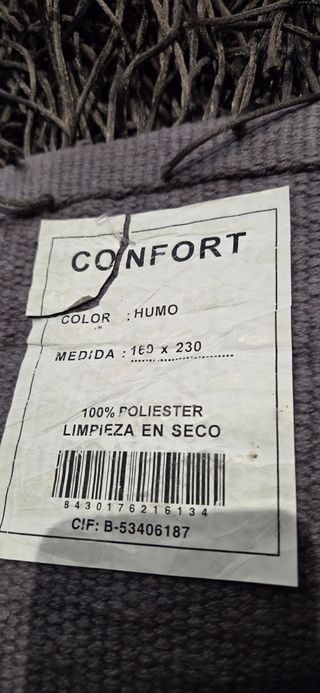 CONFORT
COLOR : HUMO
MEDIDA : 160 x 230
100% POLIESTER
LIMPIEZA EN SECO
8430176216134
CIF: B-53406187